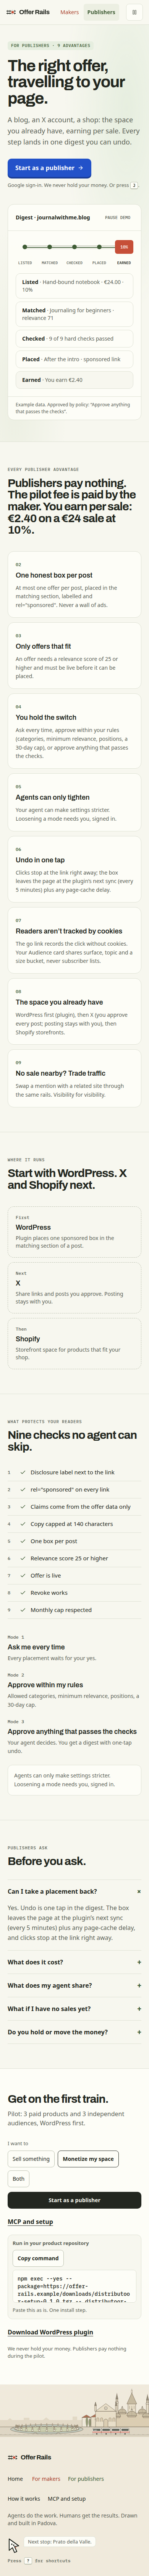 Offer Rails Makers Publishers
FOR PUBLISHERS · 9 ADVANTAGES
The right offer,
travelling to your
page.
A blog, an X account, a shop: the space
you already have, earning per sale. Every
step lands in one digest you can undo.
Start as a publisher →
Google sign-in. We never hold your money. Or press J.
Digest · journalwithme.blog PAUSE DEMO
10%
LISTED MATCHED CHECKED PLACED EARNED
Listed · Hand-bound notebook · €24.00 ·
10%
Matched · Journaling for beginners ·
relevance 71
Checked · 9 of 9 hard checks passed
Placed · After the intro · sponsored link
Earned · You earn €2.40
Example data. Approved by policy: “Approve anything
that passes the checks”.
EVERY PUBLISHER ADVANTAGE
Publishers pay nothing.
The pilot fee is paid by the
maker. You earn per sale:
€2.40 on a €24 sale at
10%.
02
One honest box per post
At most one offer per post, placed in the
matching section, labelled and
rel="sponsored". Never a wall of ads.
03
Only offers that fit
An offer needs a relevance score of 25 or
higher and must be live before it can be
placed.
04
You hold the switch
Ask every time, approve within your rules
(categories, minimum relevance, positions, a
30-day cap), or approve anything that passes
the checks.
05
Agents can only tighten
Your agent can make settings stricter.
Loosening a mode needs you, signed in.
06
Undo in one tap
Clicks stop at the link right away; the box
leaves the page at the plugin’s next sync (every
5 minutes) plus any page-cache delay.
07
Readers aren’t tracked by cookies
The go link records the click without cookies.
Your Audience card shares surface, topics and a
size bucket, never subscriber lists.
08
The space you already have
WordPress first (plugin), then X (you approve
every post; posting stays with you), then
Shopify storefronts.
09
No sale nearby? Trade traffic
Swap a mention with a related site through
the same rails. Visibility for visibility.
WHERE IT RUNS
Start with WordPress. X
and Shopify next.
First
WordPress
Plugin places one sponsored box in the
matching section of a post.
Next
X
Share links and posts you approve. Posting
stays with you.
Then
Shopify
Storefront space for products that fit your
shop.
WHAT PROTECTS YOUR READERS
Nine checks no agent can
skip.
1 ✓ Disclosure label next to the link
2 ✓ rel="sponsored" on every link
3 ✓ Claims come from the offer data only
4 ✓ Copy capped at 140 characters
5 ✓ One box per post
6 ✓ Relevance score 25 or higher
7 ✓ Offer is live
8 ✓ Revoke works
9 ✓ Monthly cap respected
Mode 1
Ask me every time
Every placement waits for your yes.
Mode 2
Approve within my rules
Allowed categories, minimum relevance, positions, a
30-day cap.
Mode 3
Approve anything that passes the checks
Your agent decides. You get a digest with one-tap
undo.
Agents can only make settings stricter.
Loosening a mode needs you, signed in.
PUBLISHERS ASK
Before you ask.
Can I take a placement back? ×
Yes. Undo is one tap in the digest. The box
leaves the page at the plugin’s next sync
(every 5 minutes) plus any page-cache delay,
and clicks stop at the link right away.
What does it cost? +
What does my agent share? +
What if I have no sales yet? +
Do you hold or move the money? +
Get on the first train.
Pilot: 3 paid products and 3 independent
audiences, WordPress first.
I want to
Sell something Monetize my space
Both
Start as a publisher
MCP and setup
Run in your product repository
Copy command
npm exec --yes --
package=https://offer-
rails.example/downloads/distributoo
Paste this as is. One install step.
Download WordPress plugin
We never hold your money. Publishers pay nothing
during the pilot.
Offer Rails
Home For makers For publishers
How it works MCP and setup
Agents do the work. Humans get the results. Drawn
and built in Padova.
Next stop: Prato della Valle.
Press ? for shortcuts